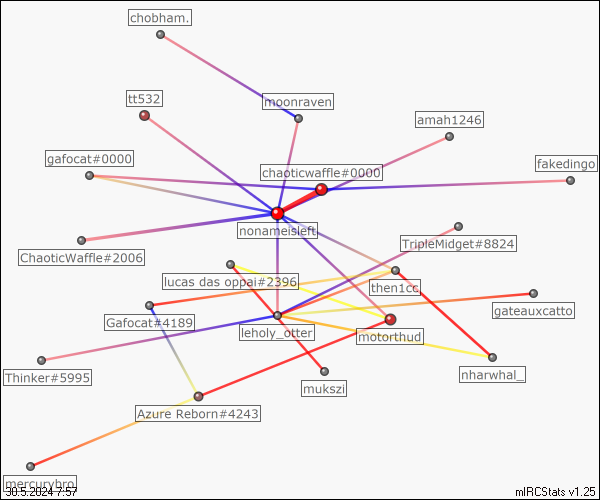 chobham.
tt532
moonraven
amah1246
gafocat#0000
chaoticwaffle#0000
fakedingo
nonameisleft
ChaoticWaffle#2006
TripleMidget#8824
lucas das oppai#2396
then1cc
Gafocat#4189
leholy_otter
gateauxcatto
motorthud
Thinker#5995
mukszi
nharwhal_
Azure Reborn#4243
mercurybro
30.5.2024 7:57
mIRCStats v1.25